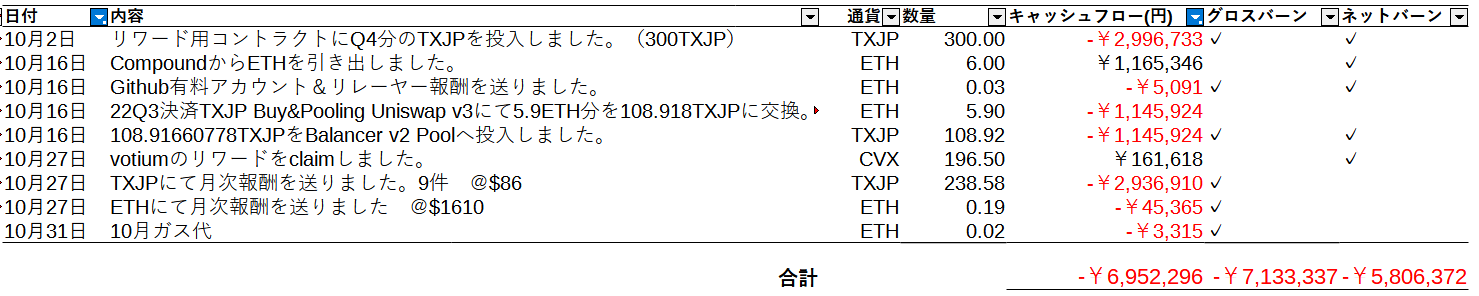 日付 内容 通貨 数量 キャッシュフロー(円) グロスバーン ネットバーン
10月2日 リワード用コントラクトにQ4分のTXJPを投入しました。（300TXJP） TXJP 300.00 -￥2,996,733 ✓ ✓
10月16日 CompoundからETHを引き出しました。 ETH 6.00 ￥1,165,346 ✓
10月16日 Github有料アカウント＆リレーヤー報酬を送りました。 ETH 0.03 -￥5,091 ✓ ✓
10月16日 22Q3決済TXJP Buy&Pooling Uniswap v3にて5.9ETH分を108.918TXJPに交換。 ETH 5.90 -￥1,145,924
10月16日 108.91660778TXJPをBalancer v2 Poolへ投入しました。 TXJP 108.92 -￥1,145,924 ✓ ✓
10月27日 votiumのリワードをclaimしました。 CVX 196.50 ￥161,618 ✓
10月27日 TXJPにて月次報酬を送りました。9件　@$86 TXJP 238.58 -￥2,936,910 ✓
10月27日 ETHにて月次報酬を送りました　@$1610 ETH 0.19 -￥45,365 ✓
10月31日 10月ガス代 ETH 0.02 -￥3,315 ✓
合計 -￥6,952,296 -￥7,133,337 -￥5,806,372